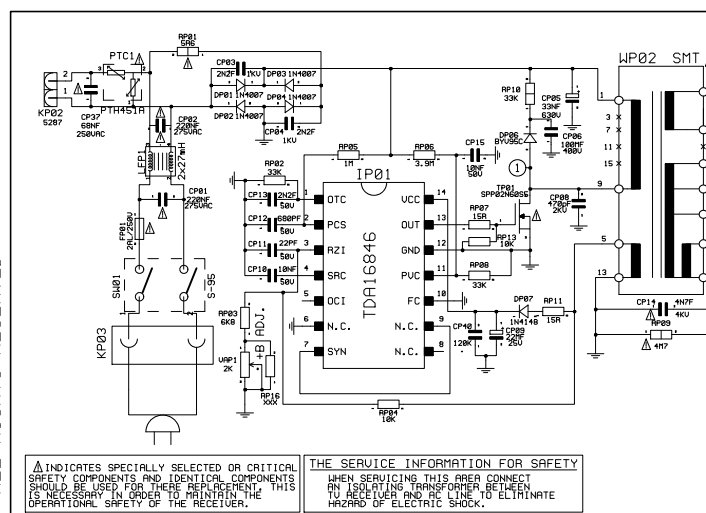 PTC1
RP01
5R6
CP03
2N2F
1KV
DP03 1N4007
DP01 1N4007
DP04 1N4007
DP02 1N4007
CP04
2N2F
1KV
WP02 SMT
KP02
5287
2
1
3
2
1
CP37
68NF
250VAC
PTH451A
CP02
220NF
275VAC
LFP1
2x27mH
CP01
220NF
275VAC
FP01
2AL/250V
SW01
S-95
KP03
RP10
33K
CP05
33NF
630V
DP06
BYV95C
CP06
100MF
400V
1
3
7
11
15
9
5
13
RP05
1M
RP06
3.9M
CP15
10NF
50V
1
TP01
SPP02N60S5
CP08
470pF
2KV
RP02
33K
CP13
2N2F
50V
CP12
680PF
50V
CP11
22PF
50V
CP10
10NF
50V
IP01
TDA16846
1
OTC
2
PCS
3
RZI
4
SRC
5
OCI
6
N.C.
7
SYN
VCC
14
OUT
13
GND
12
PVC
11
FC
10
N.C.
9
N.C.
8
RP07
15R
RP13
10K
RP08
33K
DP07
1N4148
RP11
15R
CP40
120K
CP09
22MF
25V
RP03
6K8
+B ADJ.
VAP1
2K
RP16
XXX
RP04
10K
CP14
4N7F
4KV
RP09
4M7
INDICATES SPECIALLY SELECTED OR CRITICAL
SAFETY COMPONENTS AND IDENTICAL COMPONENTS
SHOULD BE USED FOR THERE REPLACEMENT, THIS
IS NECESSARY IN ORDER TO MAINTAIN THE
OPERATIONAL SAFETY OF THE RECEIVER.
THE SERVICE INFORMATION FOR SAFETY
WHEN SERVICING THIS AREA CONNECT
AN ISOLATING TRANSFORMER BETWEEN
TV RECEIVER AND AC LINE TO ELIMINATE
HAZARD OF ELECTRIC SHOCK.